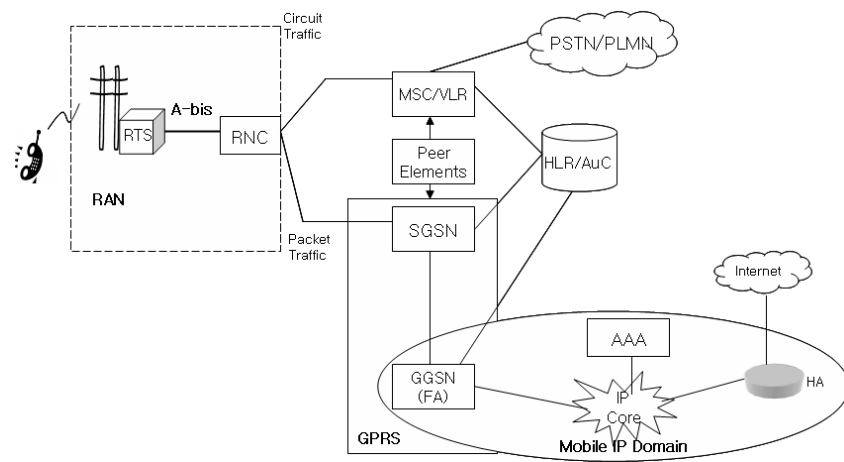 Circuit
Traffic
PSTN/PLMN
MSC/VLR
A-bis
RTS
RNC
Peer
Elements
HLR/AuC
RAN
SGSN
Packet
Traffic
Internet
AAA
GGSN
(FA)
IP
Core
HA
GPRS
Mobile IP Domain